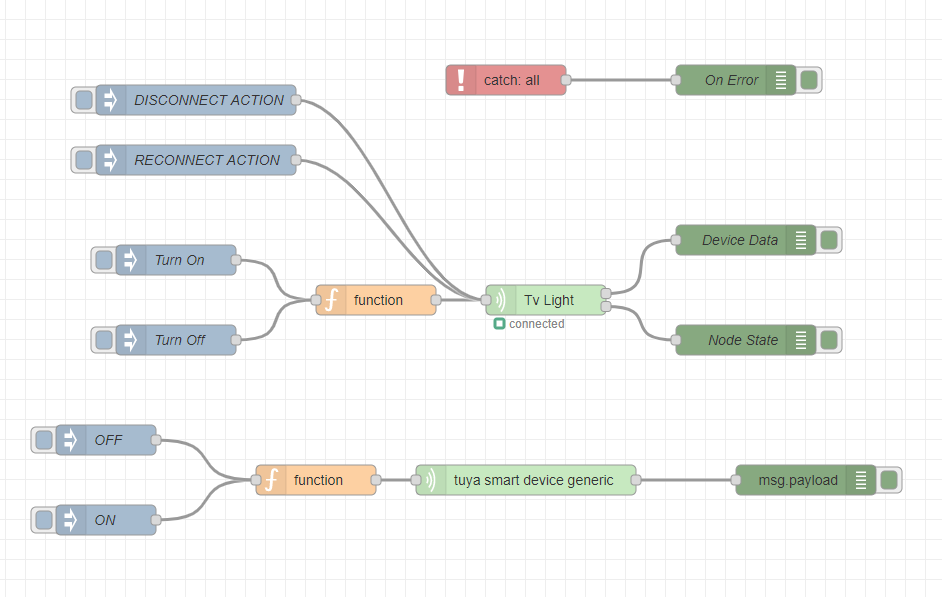 catch: all
On Error
DISCONNECT ACTION
RECONNECT ACTION
Device Data
Turn On
function
Tv Light
connected
Turn Off
Node State
OFF
function
tuya smart device generic
msg.payload
ON